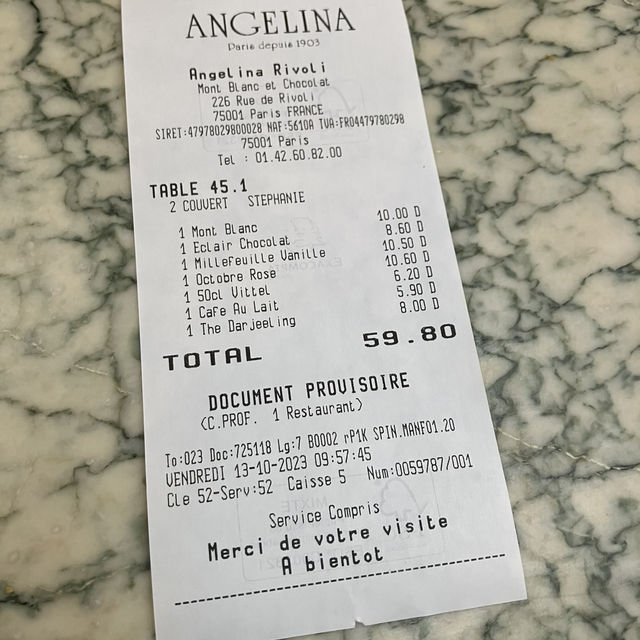 ANGELINA
Paris depuis 1903
Angelina Rivoli
Mont Blanc et Chocolat
226 Rue de Rivoli
75001 Paris FRANCE
SIRET:47978029800028 NAF:5610A TVA:FR04479780298
75001 Paris
Tel : 01.42.60.82.00
TABLE 45.1
2 COUVERT STEPHANIE
1 Mont Blanc 10.00 D
1 Eclair Chocolat 8.60 D
1 Millefeuille Vanille 10.50 D
1 Octobre Rose 10.60 D
1 50cl Vittel 6.20 D
1 Cafe Au Lait 5.90 D
1 The Darjeeling 8.00 D
TOTAL 59.80
DOCUMENT PROVISOIRE
(C.PROF. 1 Restaurant)
To:023 Doc:725118 Lg:7 B0002 rP1K SPIN.MANF01.20
VENDREDI 13-10-2023 09:57:45
Cle 52-Serv:52 Caisse 5 Num:0059787/001
Service Compris
Merci de votre visite
A bientot